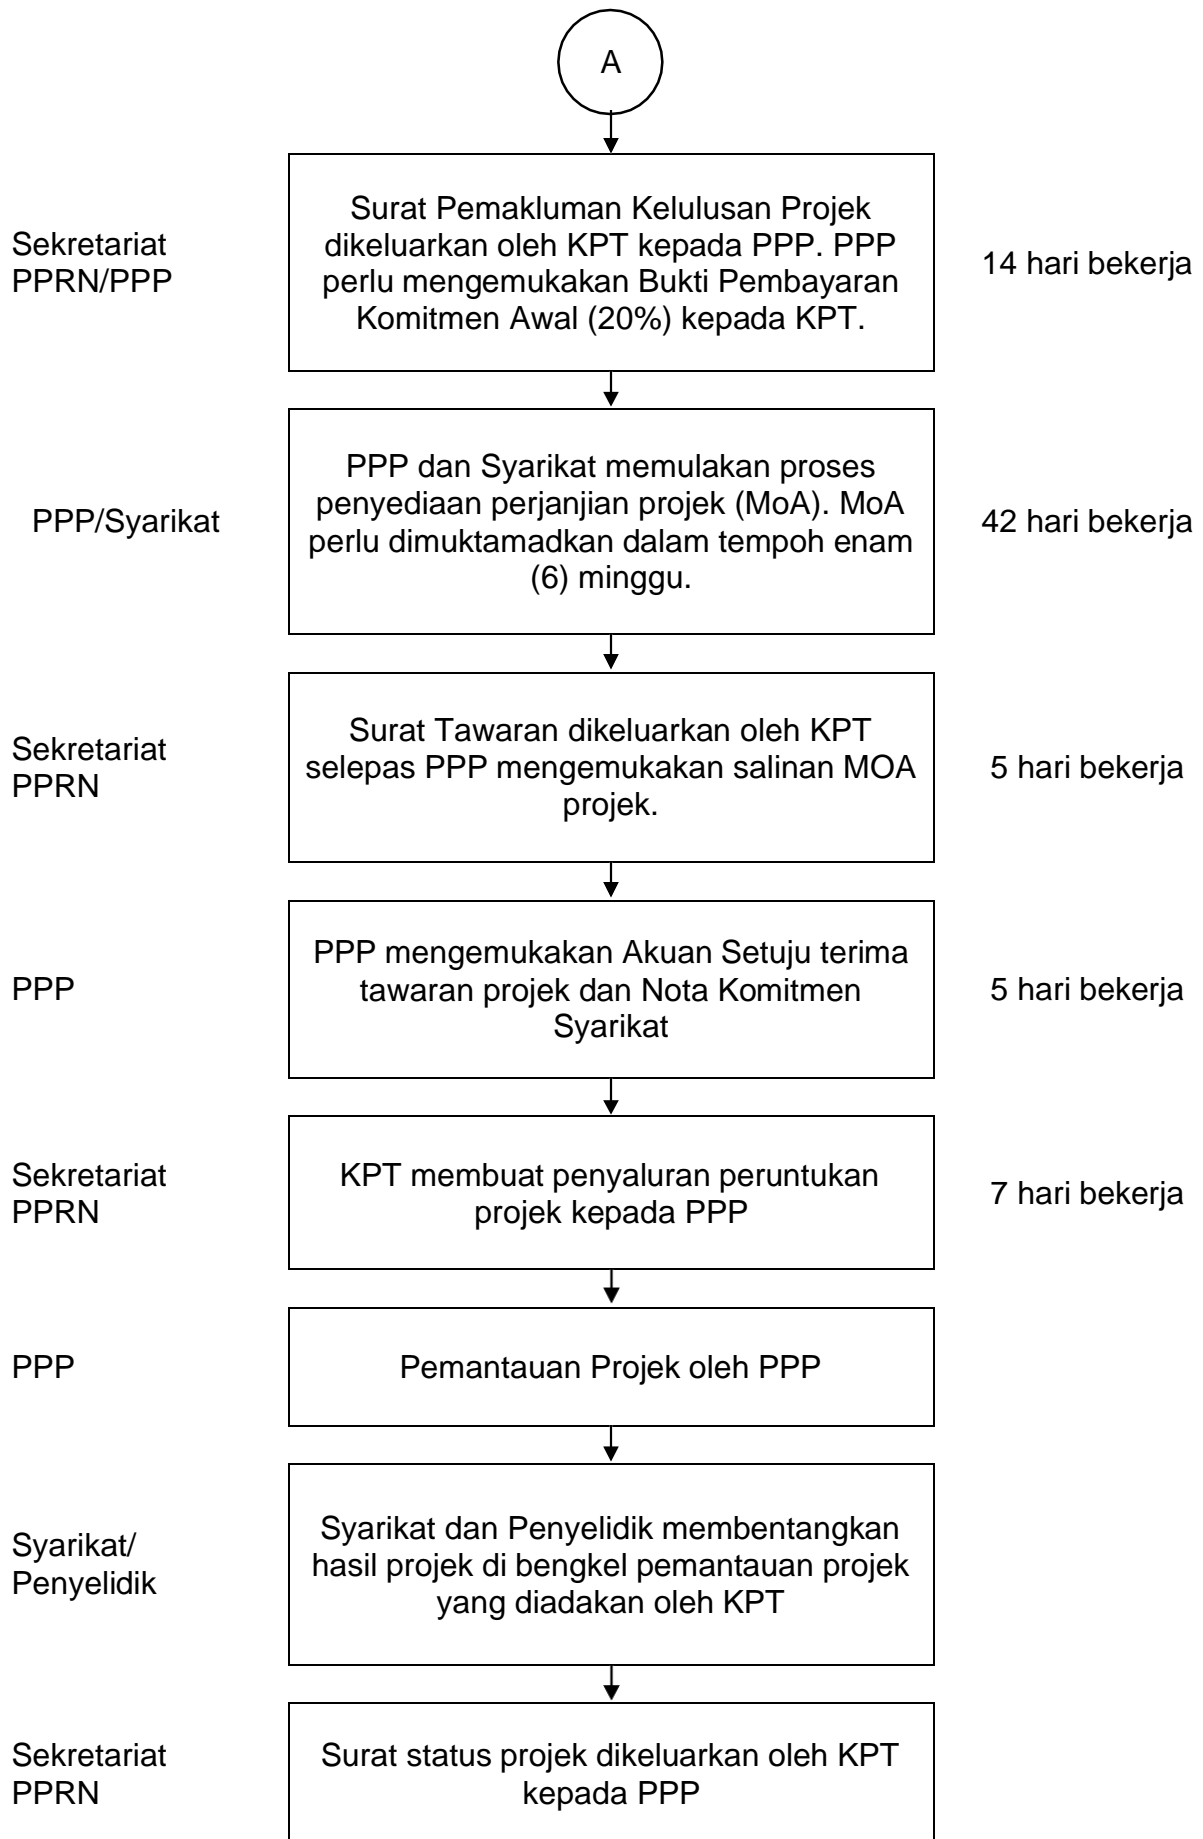 A
Sekretariat
PPRN/PPP
Surat Pemakluman Kelulusan Projek
dikeluarkan oleh KPT kepada PPP. PPP
perlu mengemukakan Bukti Pembayaran
Komitmen Awal (20%) kepada KPT.
14 hari bekerja
PPP/Syarikat
PPP dan Syarikat memulakan proses
penyediaan perjanjian projek (MoA). MoA
perlu dimuktamadkan dalam tempoh enam
(6) minggu.
42 hari bekerja
Sekretariat
PPRN
Surat Tawaran dikeluarkan oleh KPT
selepas PPP mengemukakan salinan MOA
projek.
5 hari bekerja
PPP
PPP mengemukakan Akuan Setuju terima
tawaran projek dan Nota Komitmen
Syarikat
5 hari bekerja
Sekretariat
PPRN
KPT membuat penyaluran peruntukan
projek kepada PPP
7 hari bekerja
PPP
Pemantauan Projek oleh PPP
Syarikat/
Penyelidik
Syarikat dan Penyelidik membentangkan
hasil projek di bengkel pemantauan projek
yang diadakan oleh KPT
Sekretariat
PPRN
Surat status projek dikeluarkan oleh KPT
kepada PPP